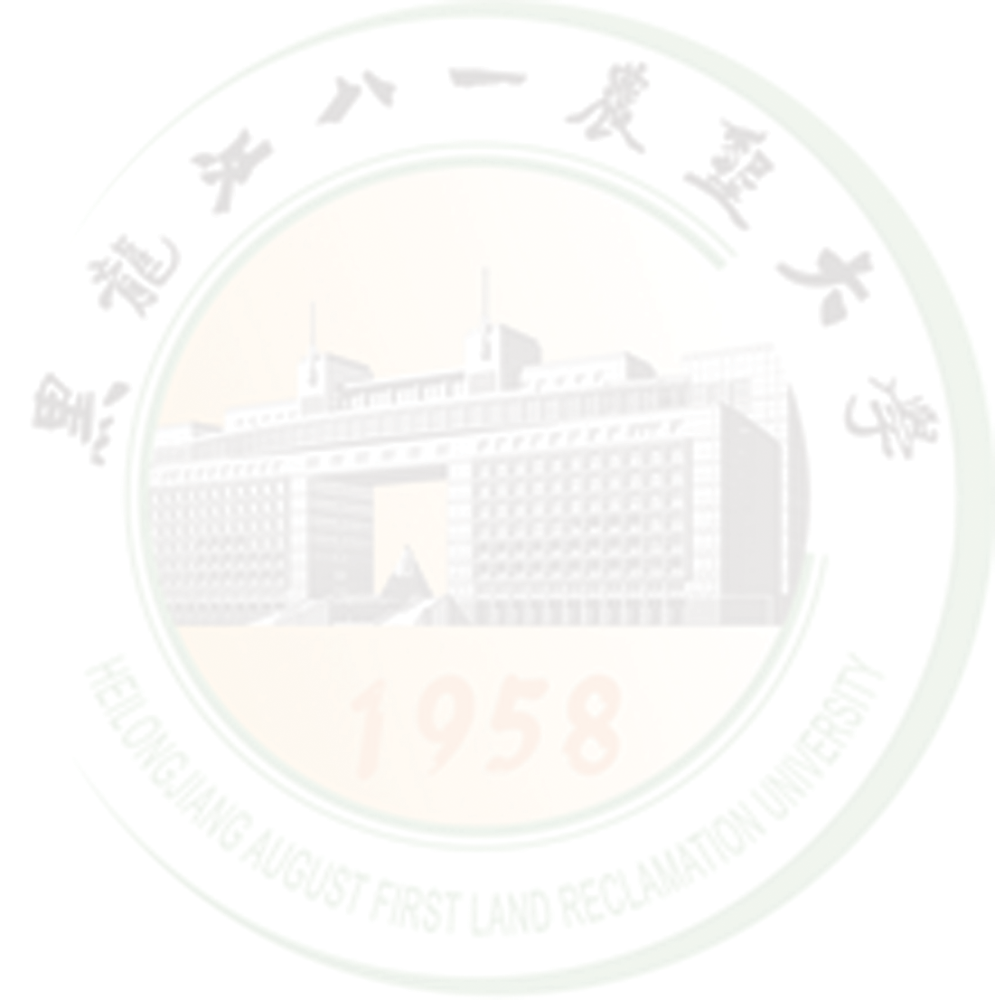 黑龍江八一農墾大學
1958
HEILONGJIANG AUGUST FIRST LAND RECLAMATION UNIVERSITY